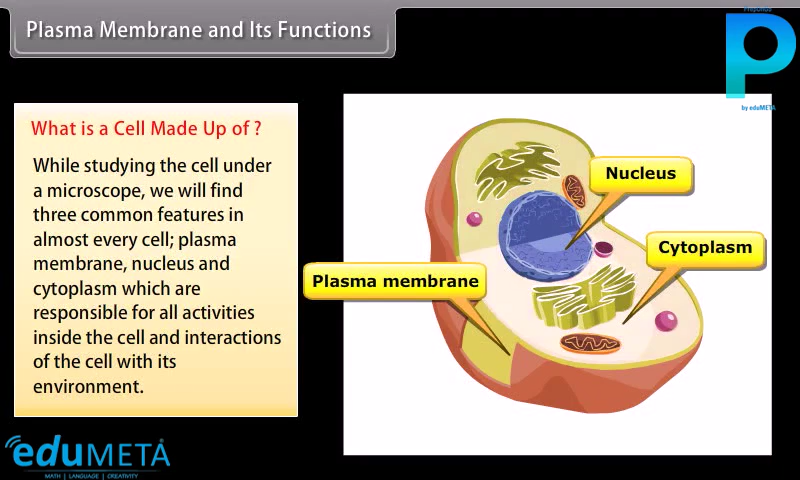 Plasma Membrane and Its Functions
by eduMETA
What is a Cell Made Up of ?
While studying the cell under
a microscope, we will find
three common features in
almost every cell; plasma
membrane, nucleus and
cytoplasm which are
responsible for all activities
inside the cell and interactions
of the cell with its
environment.
Nucleus
Cytoplasm
Plasma membrane
eduMETA
MATH | LANGUAGE | CREATIVITY